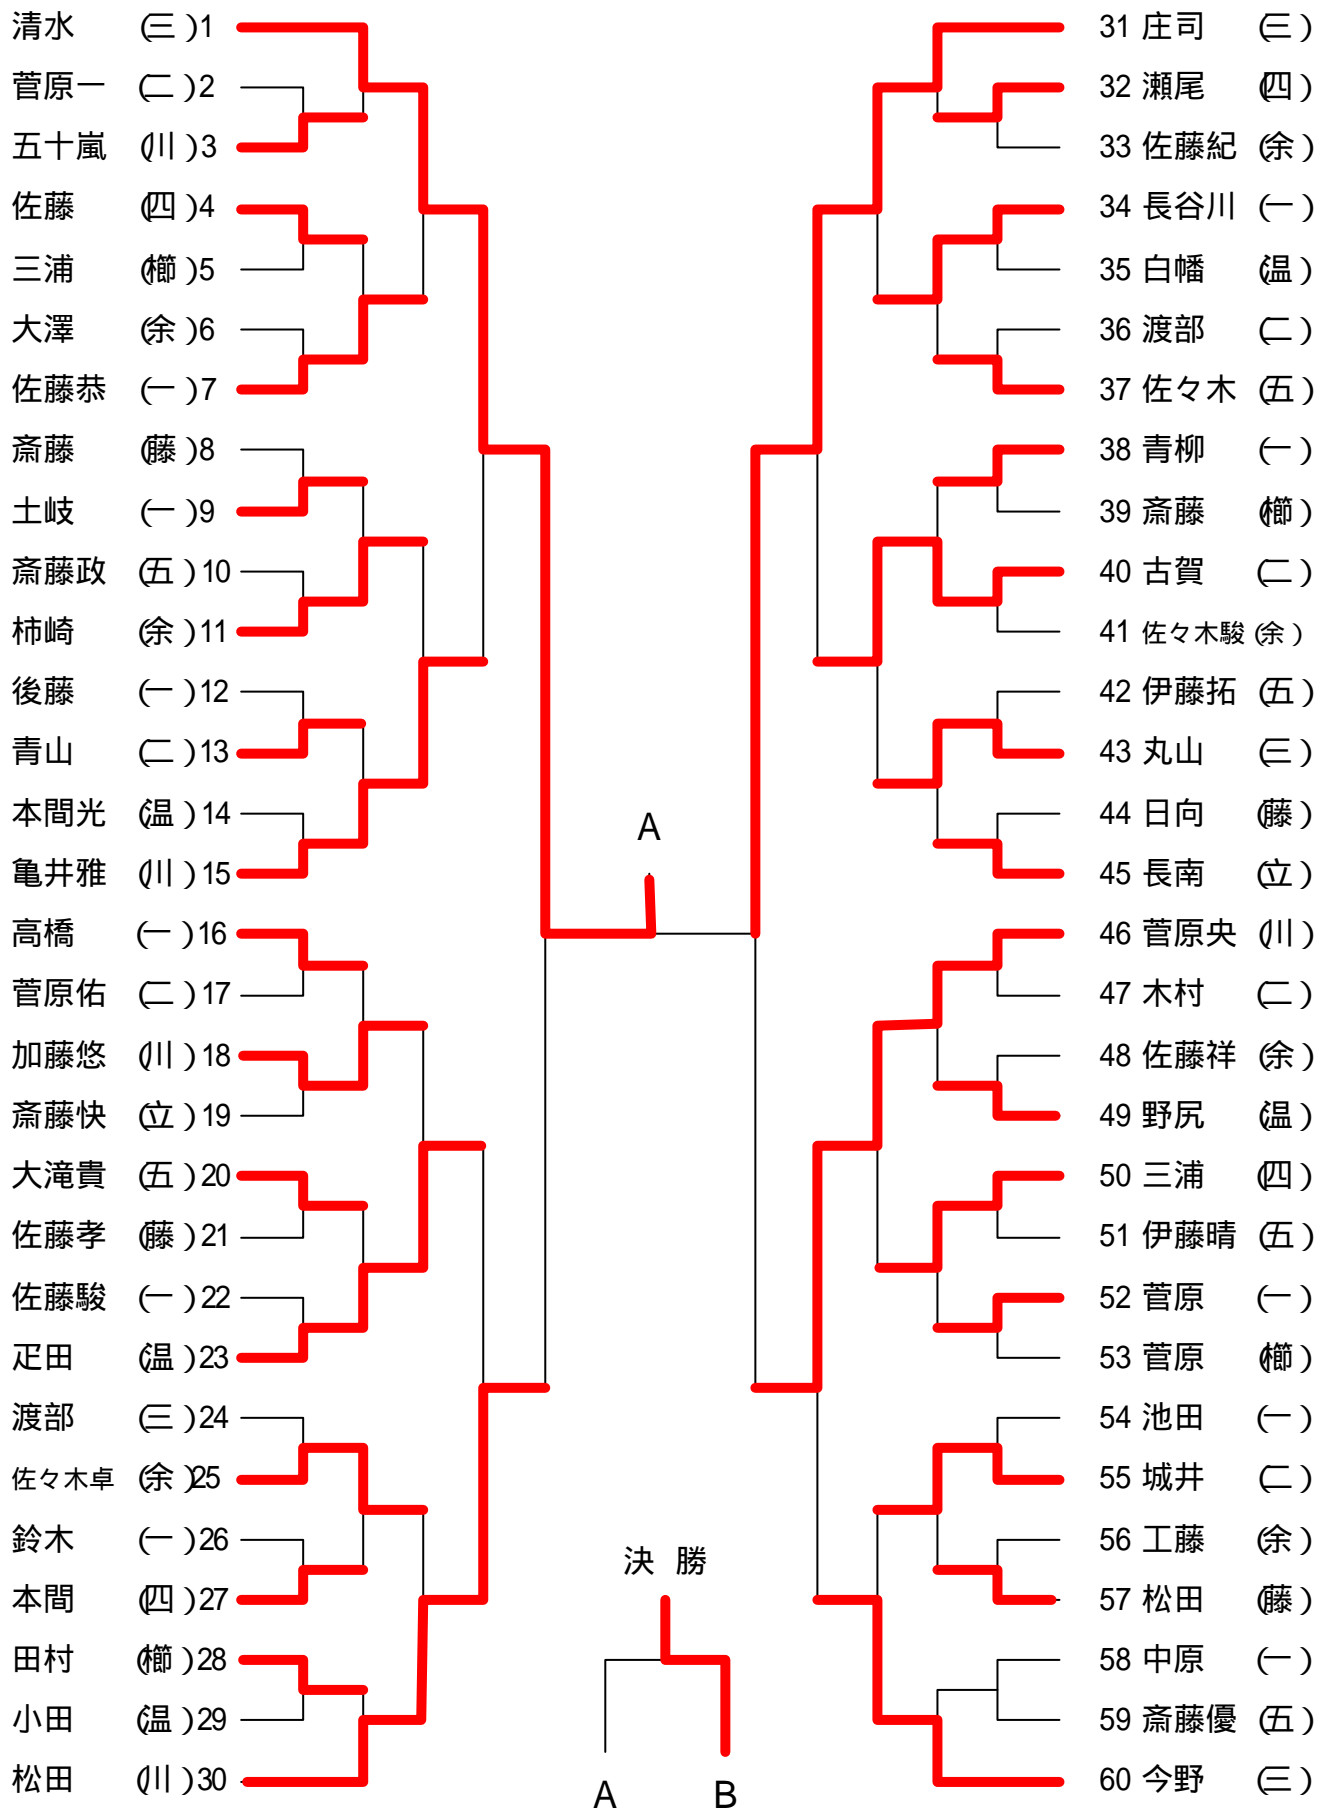 清水 (三)1
菅原一 (二)2
五十嵐 (川)3
佐藤 (四)4
三浦 (櫛)5
大澤 (余)6
佐藤恭 (一)7
斎藤 (藤)8
土岐 (一)9
斎藤政 (五)10
柿崎 (余)11
後藤 (一)12
青山 (二)13
本間光 (温)14
亀井雅 (川)15
高橋 (一)16
菅原佑 (二)17
加藤悠 (川)18
斎藤快 (立)19
大滝貴 (五)20
佐藤孝 (藤)21
佐藤駿 (一)22
疋田 (温)23
渡部 (三)24
佐々木卓 (余)25
鈴木 (一)26
本間 (四)27
田村 (櫛)28
小田 (温)29
松田 (川)30
A
決勝
A B
31 庄司 (三)
32 瀬尾 (四)
33 佐藤紀 (余)
34 長谷川 (一)
35 白幡 (温)
36 渡部 (二)
37 佐々木 (五)
38 青柳 (一)
39 斎藤 (櫛)
40 古賀 (二)
41 佐々木駿 (余)
42 伊藤拓 (五)
43 丸山 (三)
44 日向 (藤)
45 長南 (立)
46 菅原央 (川)
47 木村 (二)
48 佐藤祥 (余)
49 野尻 (温)
50 三浦 (四)
51 伊藤晴 (五)
52 菅原 (一)
53 菅原 (櫛)
54 池田 (一)
55 城井 (二)
56 工藤 (余)
57 松田 (藤)
58 中原 (一)
59 斎藤優 (五)
60 今野 (三)